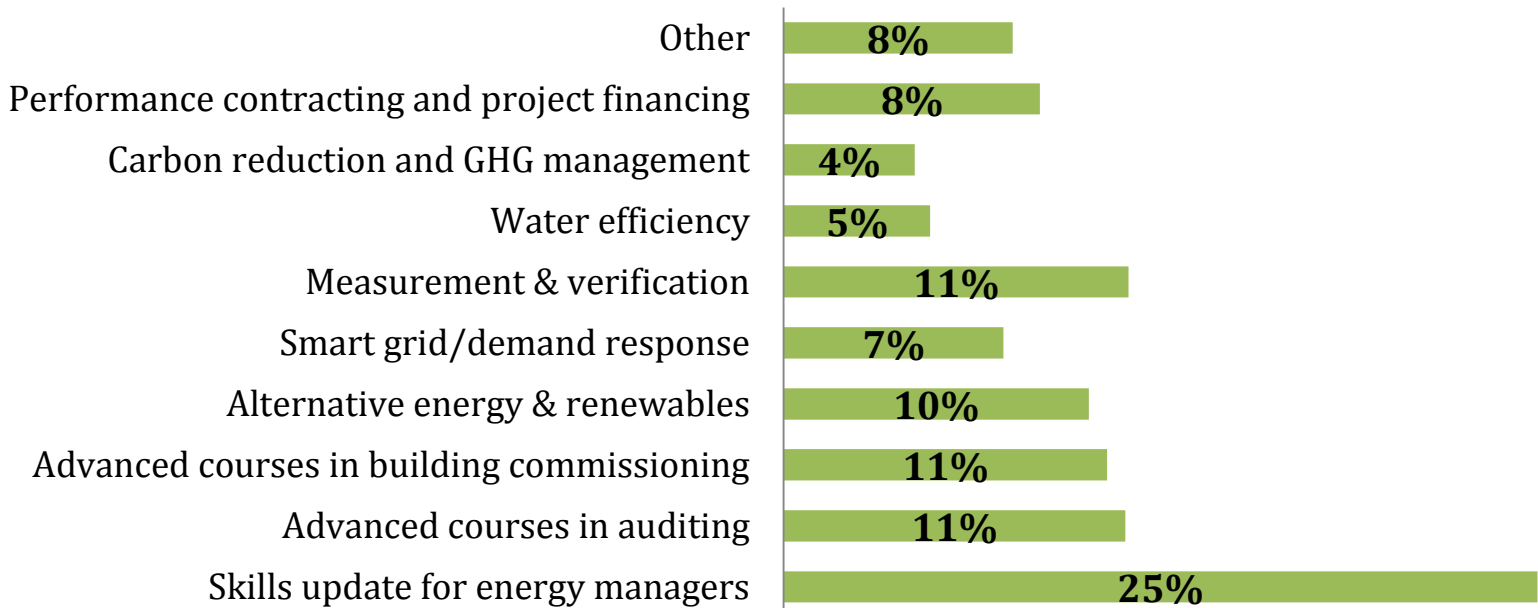 Other 8%
Performance contracting and project financing 8%
Carbon reduction and GHG management 4%
Water efficiency 5%
Measurement & verification 11%
Smart grid/demand response 7%
Alternative energy & renewables 10%
Advanced courses in building commissioning 11%
Advanced courses in auditing 11%
Skills update for energy managers 25%